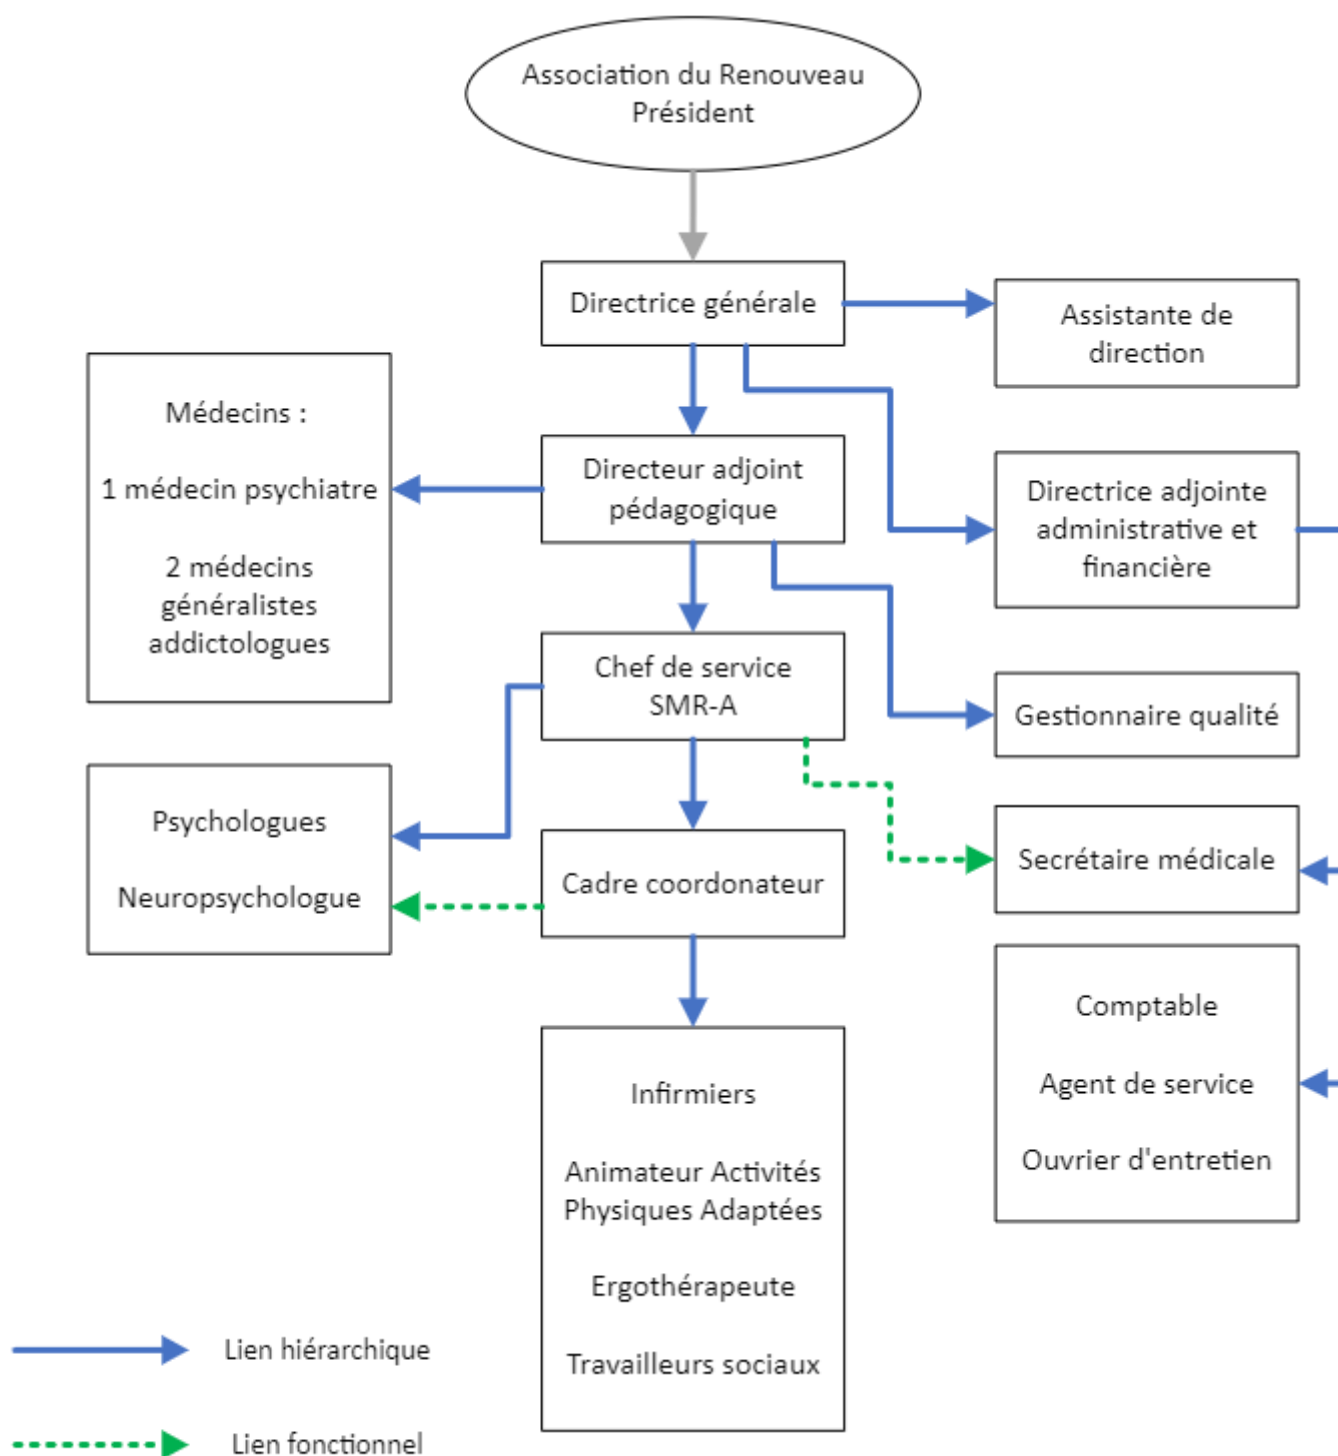 Association du Renouveau
Président
Directrice générale
Assistante de
direction
Médecins :
1 médecin psychiatre
2 médecins
généralistes
addictologues
Directeur adjoint
pédagogique
Directrice adjointe
administrative et
financière
Chef de service
SMR-A
Gestionnaire qualité
Psychologues
Neuropsychologue
Cadre coordonateur
Secrétaire médicale
Comptable
Agent de service
Ouvrier d'entretien
Infirmiers
Animateur Activités
Physiques Adaptées
Ergothérapeute
Travailleurs sociaux
Lien hiérarchique
Lien fonctionnel